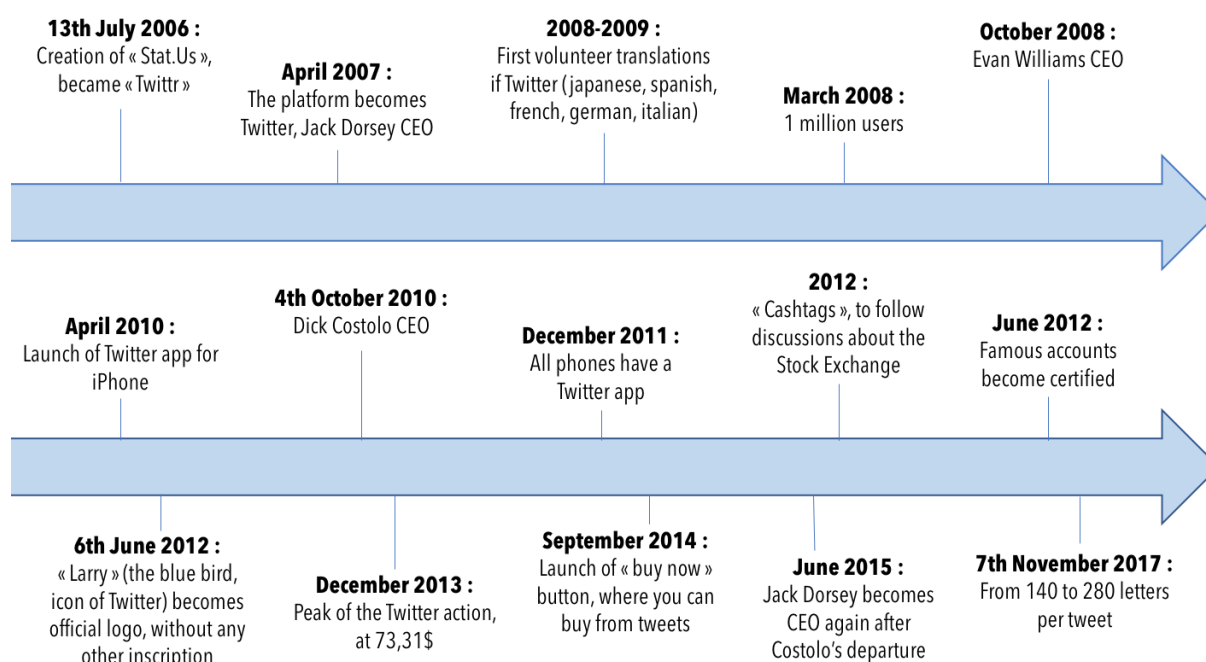 13th July 2006 :
Creation of « Stat.Us »,
became « Twittr »
April 2007 :
The platform becomes
Twitter, Jack Dorsey CEO
2008-2009 :
First volunteer translations
if Twitter (japanese, spanish,
french, german, italian)
March 2008 :
1 million users
October 2008 :
Evan Williams CEO
April 2010 :
Launch of Twitter app for
iPhone
4th October 2010 :
Dick Costolo CEO
December 2011 :
All phones have a
Twitter app
2012 :
« Cashtags », to follow
discussions about the
Stock Exchange
June 2012 :
Famous accounts
become certified
6th June 2012 :
« Larry » (the blue bird,
icon of Twitter) becomes
official logo, without any
other inscription
December 2013 :
Peak of the Twitter action,
at 73,31$
September 2014 :
Launch of « buy now »
button, where you can
buy from tweets
June 2015 :
Jack Dorsey becomes
CEO again after
Costolo’s departure
7th November 2017 :
From 140 to 280 letters
per tweet